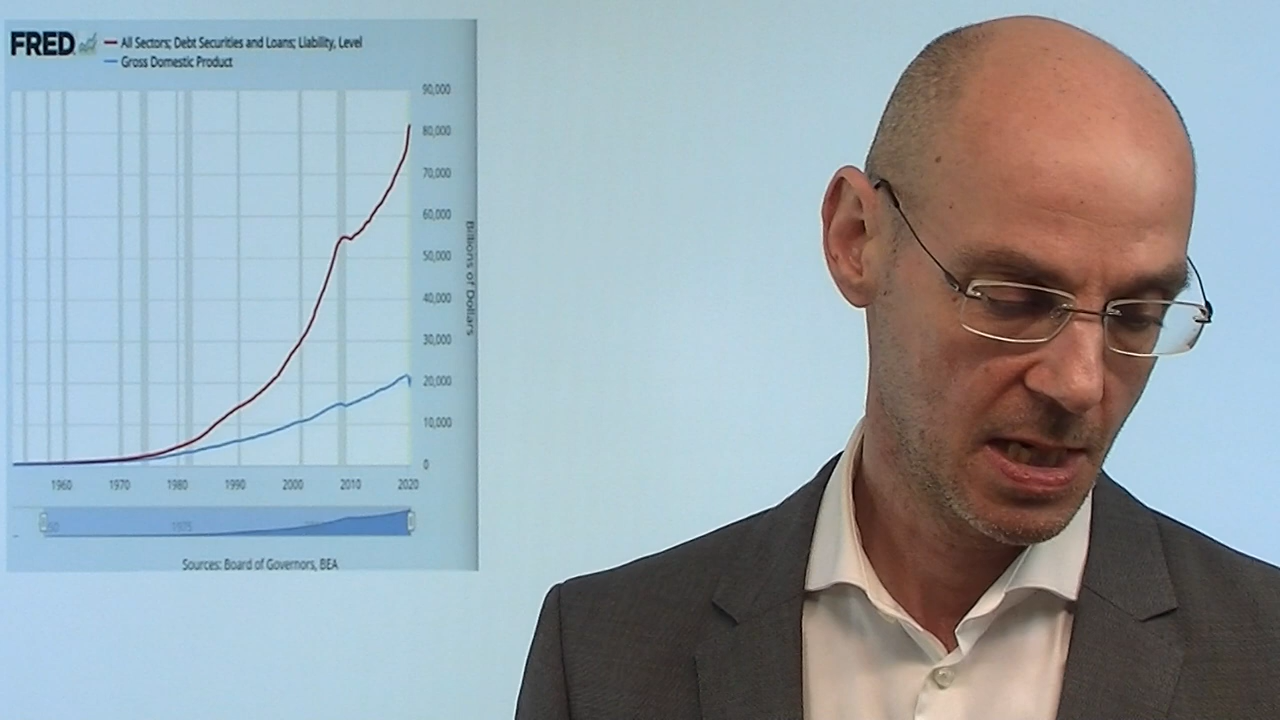 FRED
All Sectors; Debt Securities and Loans; Liability, Level
Gross Domestic Product
90,000
80,000
70,000
60,000
50,000
40,000
30,000
20,000
10,000
0
Billions of Dollars
1960 1970 1980 1990 2000 2010 2020
1975
Sources: Board of Governors, BEA